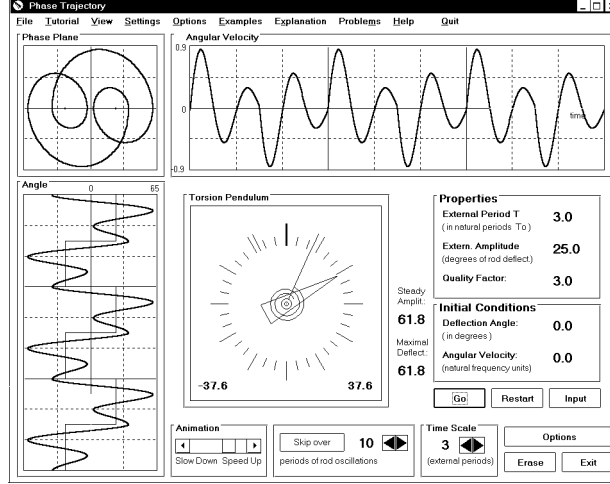 Phase Trajectory
File Tutorial View Settings Options Examples Explanation Problems Help Quit
Phase Plane
Angular Velocity
0.9
0
-0.9
time
Angle
0
65
Torsion Pendulum
-37.6
37.6
Steady
Amplit.:
61.8
Maximal
Deflect.:
61.8
Properties
External Period T
3.0
( in natural periods To )
Extern. Amplitude
25.0
(degrees of rod deflect.)
Quality Factor:
3.0
Initial Conditions
Deflection Angle:
0.0
( in degrees )
Angular Velocity:
0.0
(natural frequency units)
Go
Restart
Input
Animation
Slow Down Speed Up
Skip over
10
periods of rod oscillations
Time Scale
3
(external periods)
Options
Erase
Exit